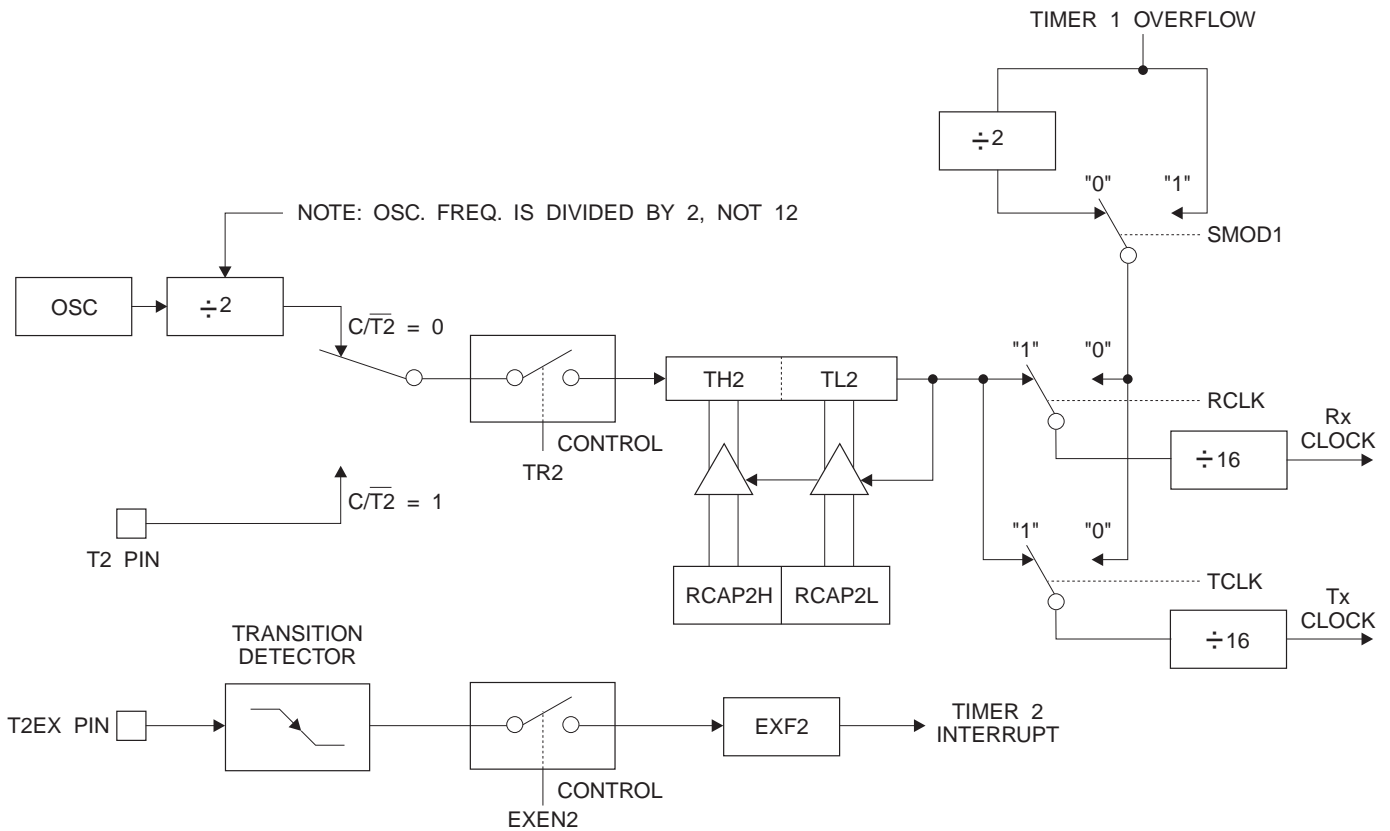 TIMER 1 OVERFLOW
÷2
"0" "1"
NOTE: OSC. FREQ. IS DIVIDED BY 2, NOT 12
SMOD1
OSC
÷2
C/T̅2̅ = 0
"1" "0"
TH2 TL2
RCLK
Rx
CLOCK
CONTROL
TR2
÷16
C/T̅2̅ = 1
T2 PIN
"1" "0"
TCLK
RCAP2H RCAP2L
Tx
CLOCK
TRANSITION
DETECTOR
÷16
T2EX PIN
EXF2
TIMER 2
INTERRUPT
CONTROL
EXEN2